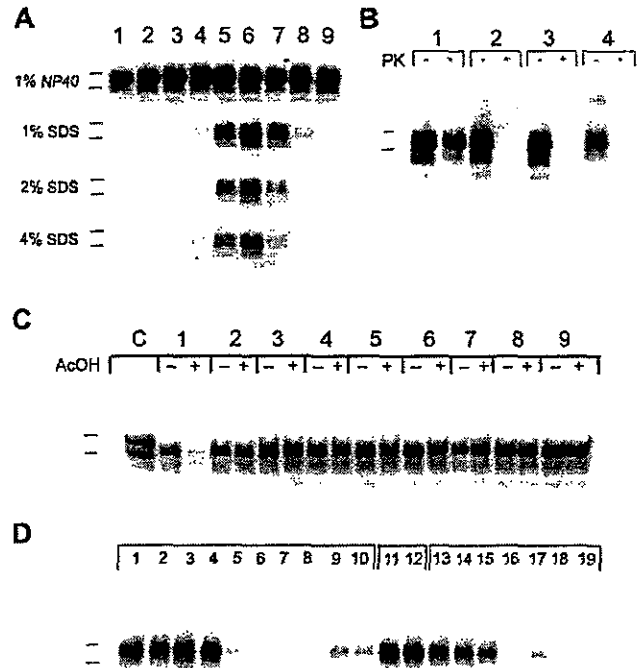 A
1 2 3 4 5 6 7 8 9
1% NP40
1% SDS
2% SDS
4% SDS
B
1 2 3 4
PK - + - + - + - +
C
C 1 2 3 4 5 6 7 8 9
AcOH - + - + - + - + - + - + - + - + - +
D
1 2 3 4 5 6 7 8 9 10 11 12 13 14 15 16 17 18 19